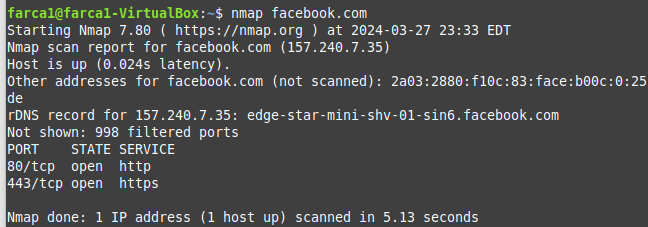 farca1@farca1-VirtualBox:~$ nmap facebook.com
Starting Nmap 7.80 ( https://nmap.org ) at 2024-03-27 23:33 EDT
Nmap scan report for facebook.com (157.240.7.35)
Host is up (0.024s latency).
Other addresses for facebook.com (not scanned): 2a03:2880:f10c:83:face:b00c:0:25
de
rDNS record for 157.240.7.35: edge-star-mini-shv-01-sin6.facebook.com
Not shown: 998 filtered ports
PORT    STATE SERVICE
80/tcp  open  http
443/tcp open  https
Nmap done: 1 IP address (1 host up) scanned in 5.13 seconds